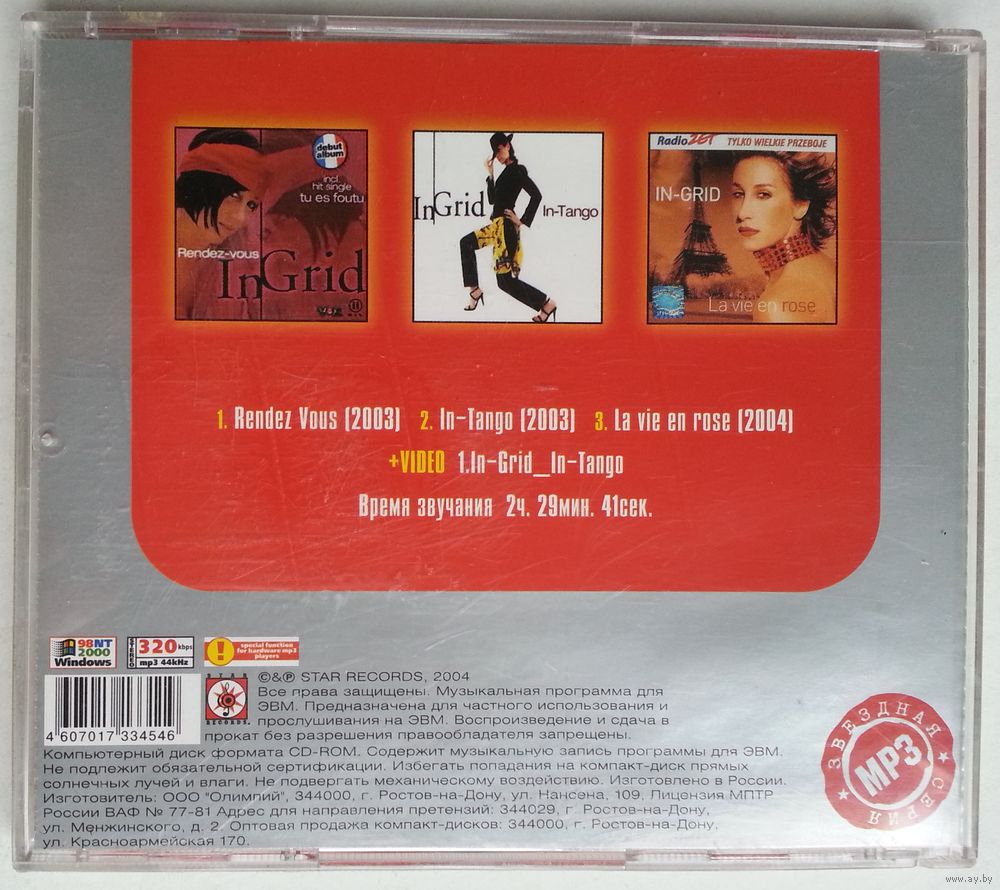 debut
album
incl.
hit single
tu es foutu
Rendez-vous
InGrid
InGrid
In-Tango
Radio ZET TYLKO WIELKIE PRZEBOJE
IN-GRID
La vie en rose
1. Rendez Vous (2003) 2. In-Tango (2003) 3. La vie en rose (2004)
+VIDEO 1.In-Grid_In-Tango
Время звучания 2ч. 29мин. 41сек.
98NT
2000
Windows
STEREO
320 kbps
mp3 44kHz
special function
for hardware mp3
players
4 607017 334546
STAR
RECORDS.
©&℗ STAR RECORDS, 2004
Все права защищены. Музыкальная программа для
ЭВМ. Предназначена для частного использования и
прослушивания на ЭВМ. Воспроизведение и сдача в
прокат без разрешения правообладателя запрещены.
Компьютерный диск формата CD-ROM. Содержит музыкальную запись программы для ЭВМ.
Не подлежит обязательной сертификации. Избегать попадания на компакт-диск прямых
солнечных лучей и влаги. Не подвергать механическому воздействию. Изготовлено в России.
Изготовитель: ООО "Олимпий", 344000, г. Ростов-на-Дону, ул. Нансена, 109, Лицензия МПТР
России ВАФ № 77-81 Адрес для направления претензий: 344029, г. Ростов-на-Дону,
ул. Менжинского, д. 2. Оптовая продажа компакт-дисков: 344000, г. Ростов-на-Дону,
ул. Красноармейская 170.
ЗВЕЗДНАЯ
MP3
СЕРИЯ
www.ay.by